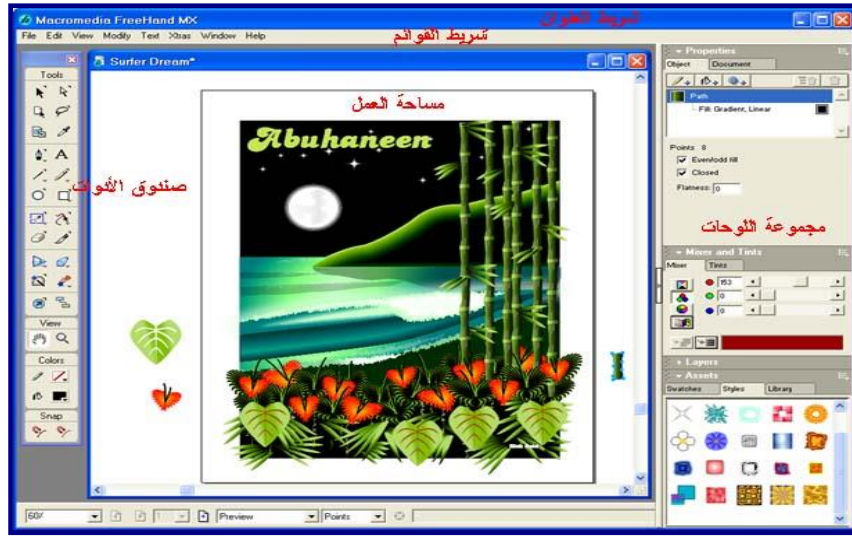 Macromedia FreeHand MX
شريط العنوان
File Edit View Modify Text Xtras Window Help
شريط القوائم
Tools
Surfer Dream*
Properties
Object Document
Path
Fill: Gradient, Linear
Points 8
Even/odd fill
Closed
Flatness: 0
مساحة العمل
Abuhaneen
صندوق الأدوات
مجموعة اللوحات
Mixer and Tints
Mixer Tints
153
0
0
View
Colors
Snap
Layers
Assets
Swatches Styles Library
60% 1 Preview Points